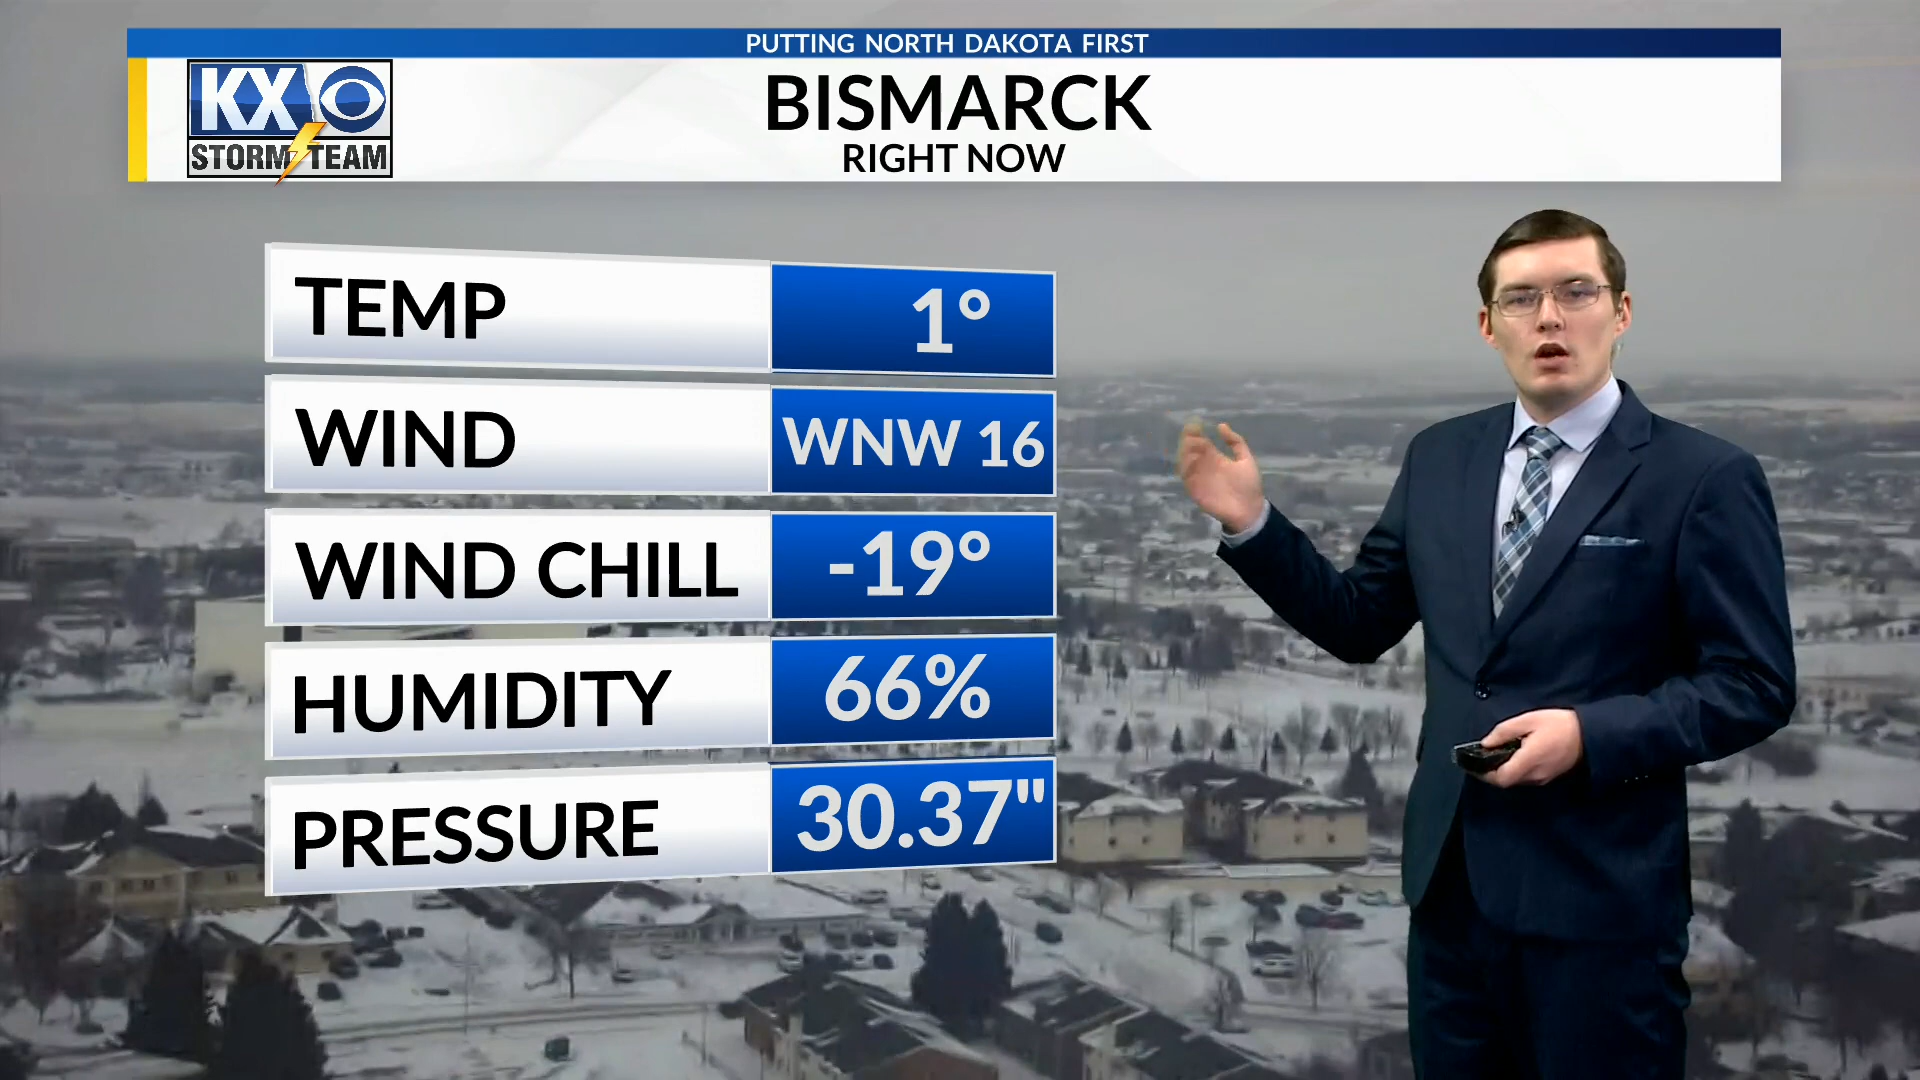 PUTTING NORTH DAKOTA FIRST
KX
STORM TEAM
BISMARCK
RIGHT NOW
TEMP 1°
WIND WNW 16
WIND CHILL -19°
HUMIDITY 66%
PRESSURE 30.37"